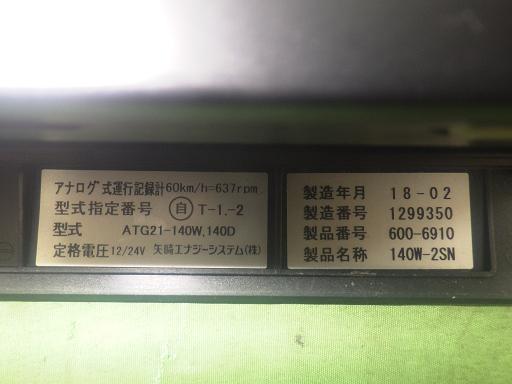 アナログ式運行記録計60km/h=637rpm
型式指定番号 自 T-1.-2
型式 ATG21-140W,140D
定格電圧12/24V 矢崎エナジーシステム(株)
製造年月 18-02
製造番号 1299350
製品番号 600-6910
製品名称 140W-2SN